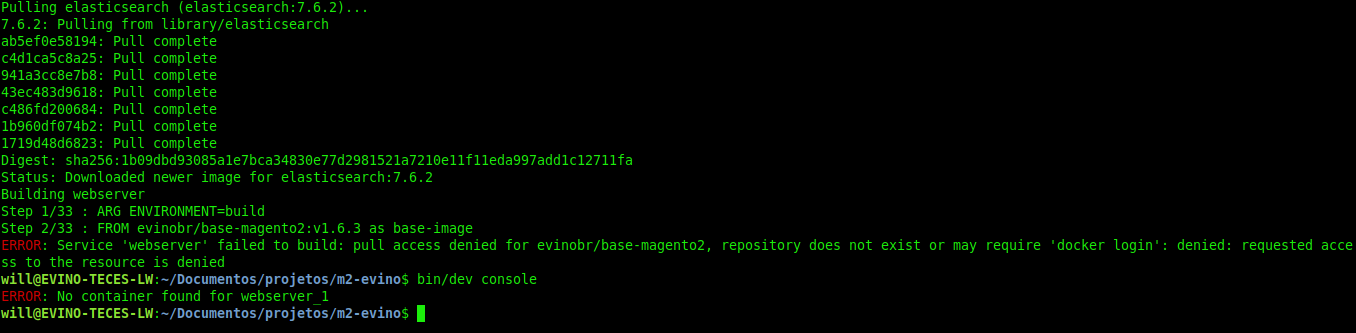 Pulling elasticsearch (elasticsearch:7.6.2)...
7.6.2: Pulling from library/elasticsearch
ab5ef0e58194: Pull complete
c4d1ca5c8a25: Pull complete
941a3cc8e7b8: Pull complete
43ec483d9618: Pull complete
c486fd200684: Pull complete
1b960df074b2: Pull complete
1719d48d6823: Pull complete
Digest: sha256:1b09dbd93085a1e7bca34830e77d2981521a7210e11f11eda997add1c12711fa
Status: Downloaded newer image for elasticsearch:7.6.2
Building webserver
Step 1/33 : ARG ENVIRONMENT=build
Step 2/33 : FROM evinobr/base-magento2:v1.6.3 as base-image
ERROR: Service 'webserver' failed to build: pull access denied for evinobr/base-magento2, repository does not exist or may require 'docker login': denied: requested acce
ss to the resource is denied
will@EVINO-TECES-LW:~/Documentos/projetos/m2-evino$ bin/dev console
ERROR: No container found for webserver_1
will@EVINO-TECES-LW:~/Documentos/projetos/m2-evino$